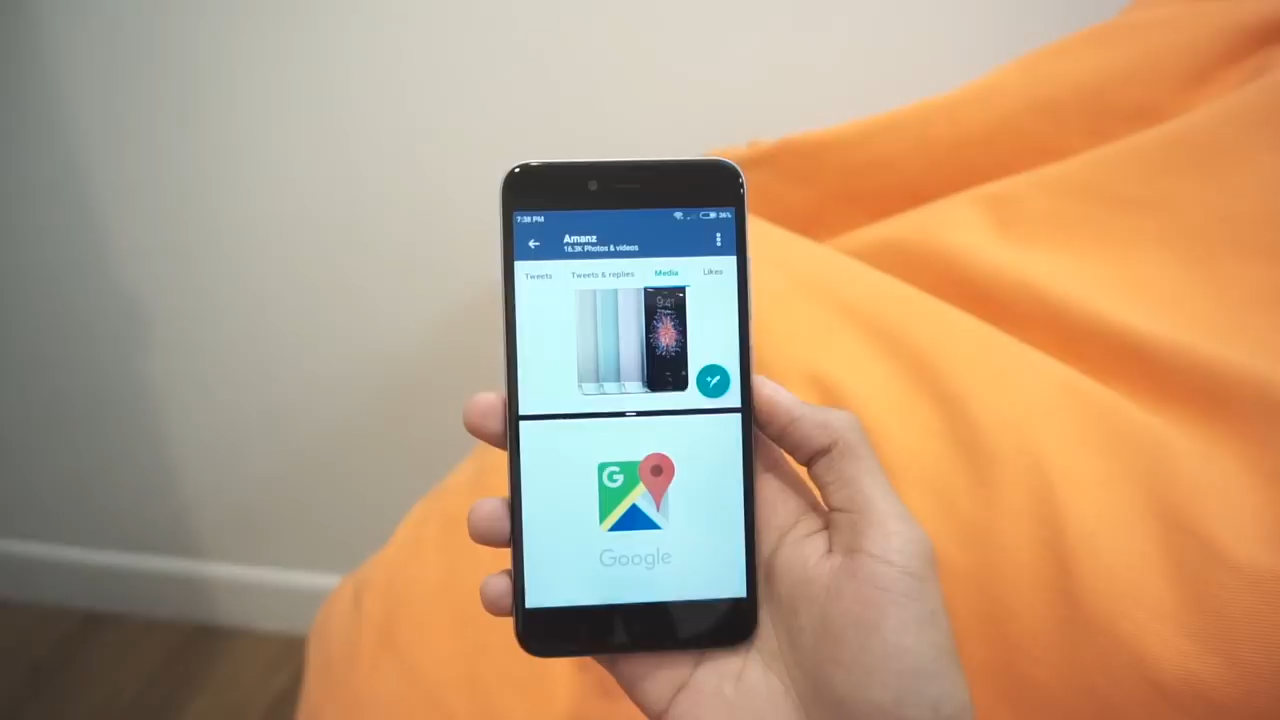 7:38 PM
36%
Amanz
16.3K Photos & videos
Tweets
Tweets & replies
Media
Likes
9:41
G
Google